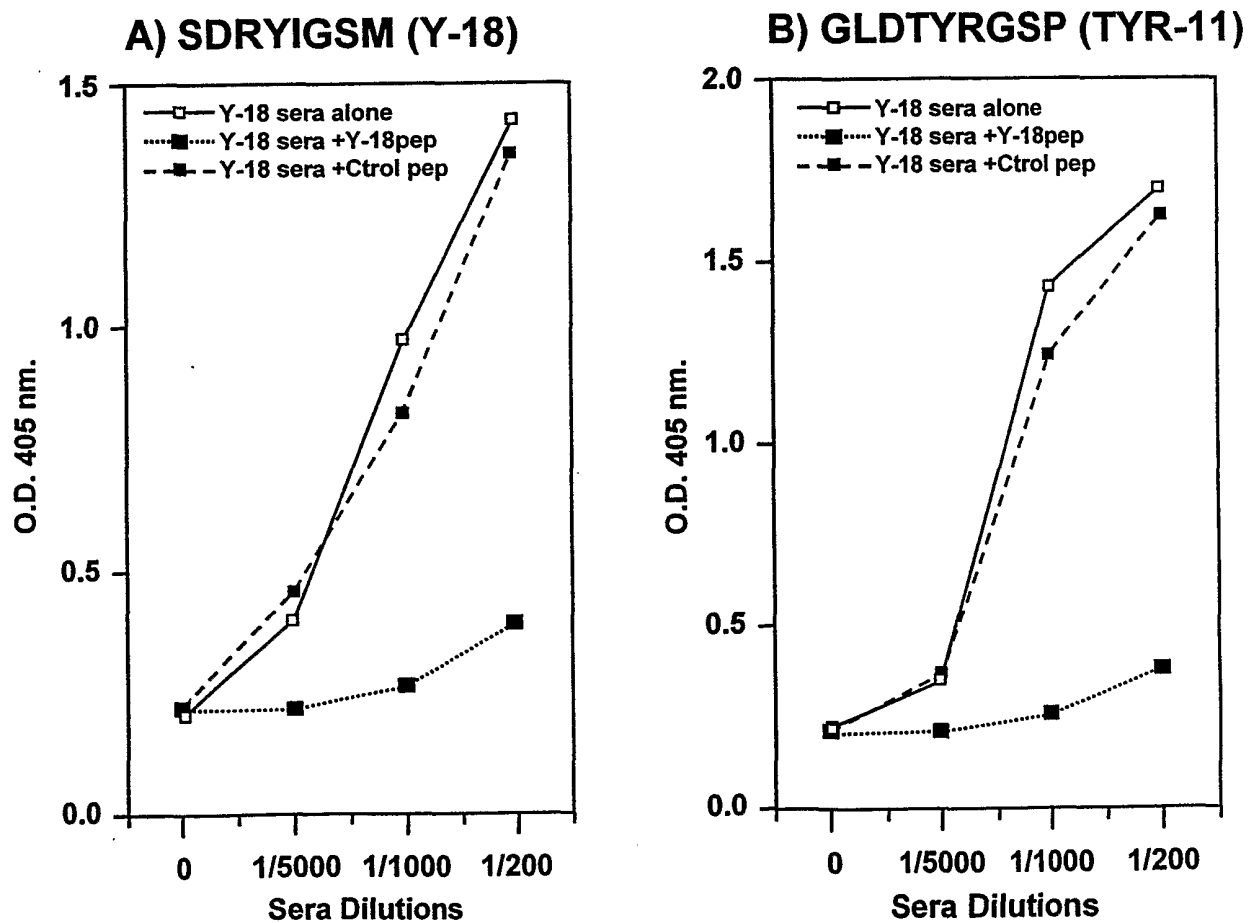 A) SDRYIGSM (Y-18)
1.5
Y-18 sera alone
Y-18 sera +Y-18pep
Y-18 sera +Ctrol pep
1.0
O.D. 405 nm.
0.5
0.0
0 1/5000 1/1000 1/200
Sera Dilutions
B) GLDTYRGSP (TYR-11)
2.0
Y-18 sera alone
Y-18 sera +Y-18pep
Y-18 sera +Ctrol pep
1.5
1.0
O.D. 405 nm.
0.5
0.0
0 1/5000 1/1000 1/200
Sera Dilutions